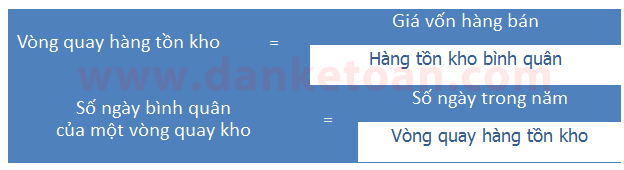 Vòng quay hàng tồn kho = Giá vốn hàng bán
Hàng tồn kho bình quân
www.danketoan.com
Số ngày bình quân
của một vòng quay kho
= Số ngày trong năm
Vòng quay hàng tồn kho